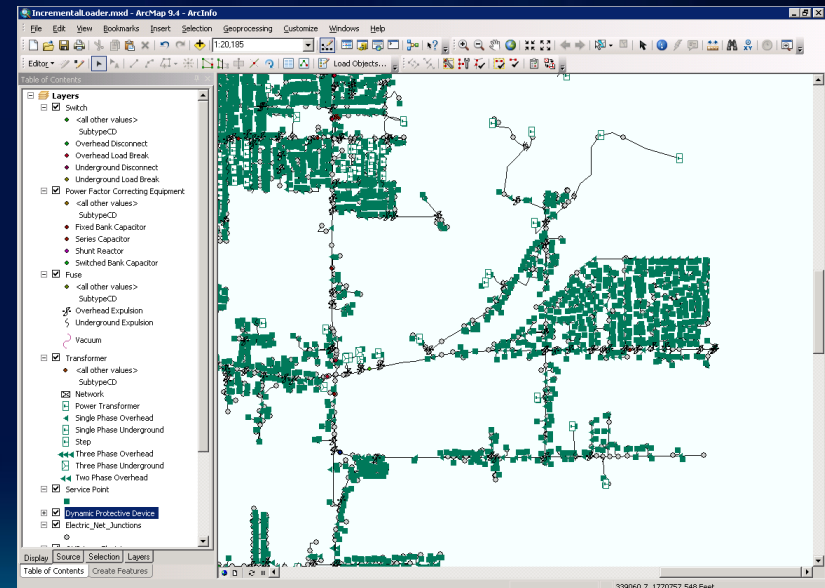 IncrementalLoader.mxd - ArcMap 9.4 - ArcInfo
File Edit View Bookmarks Insert Selection Geoprocessing Customize Windows Help
1:20,185
Editor Load Objects...
Table of Contents
Layers
Switch
<all other values>
SubtypeCD
Overhead Disconnect
Overhead Load Break
Underground Disconnect
Underground Load Break
Power Factor Correcting Equipment
<all other values>
SubtypeCD
Fixed Bank Capacitor
Series Capacitor
Shunt Reactor
Switched Bank Capacitor
Fuse
<all other values>
SubtypeCD
Overhead Expulsion
Underground Expulsion
Vacuum
Transformer
<all other values>
SubtypeCD
Network
Power Transformer
Single Phase Overhead
Single Phase Underground
Step
Three Phase Overhead
Three Phase Underground
Two Phase Overhead
Service Point
Dynamic Protective Device
Electric_Net_Junctions
Display Source Selection Layers
Table of Contents Create Features
339060.7 1770757.548 Feet